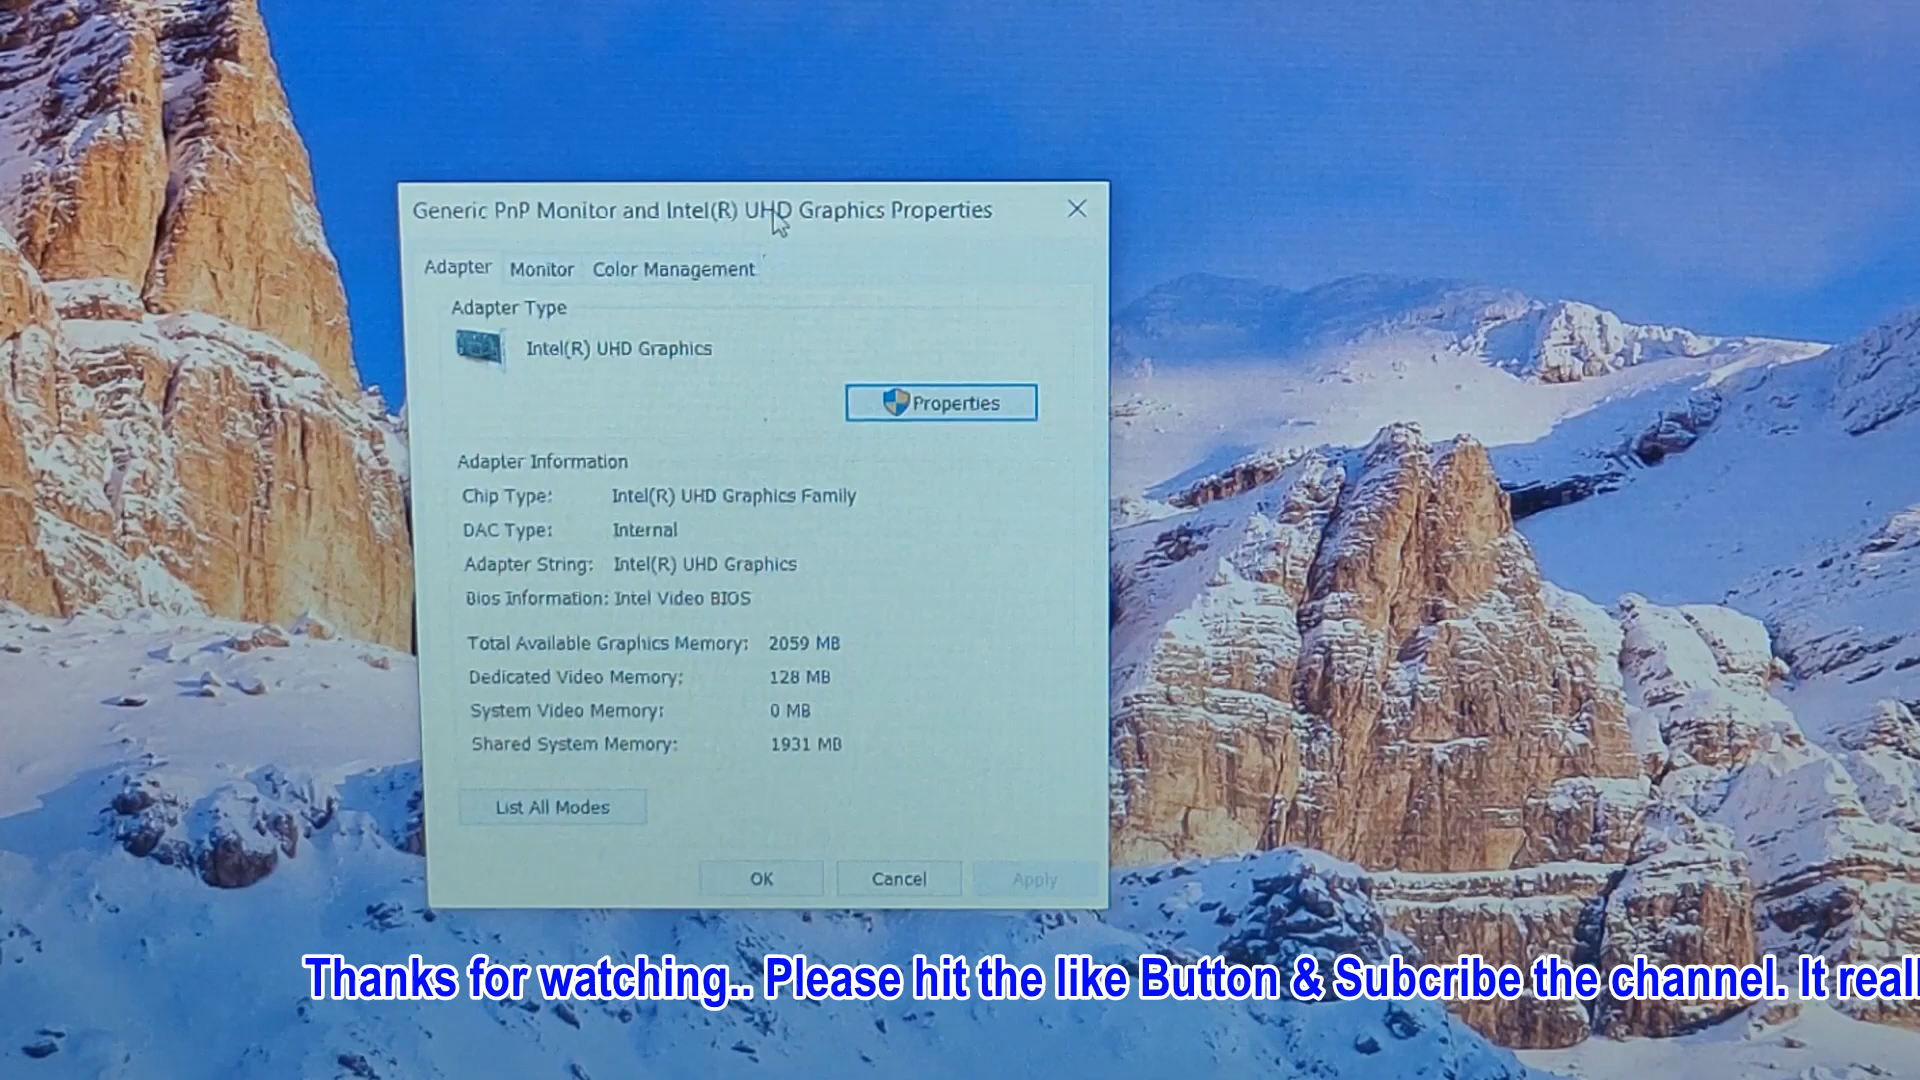 Generic PnP Monitor and Intel(R) UHD Graphics Properties
Adapter Monitor Color Management
Adapter Type
Intel(R) UHD Graphics
Properties
Adapter Information
Chip Type: Intel(R) UHD Graphics Family
DAC Type: Internal
Adapter String: Intel(R) UHD Graphics
Bios Information: Intel Video BIOS
Total Available Graphics Memory: 2059 MB
Dedicated Video Memory: 128 MB
System Video Memory: 0 MB
Shared System Memory: 1931 MB
List All Modes
OK Cancel Apply
Thanks for watching.. Please hit the like Button & Subcribe the channel. It reall